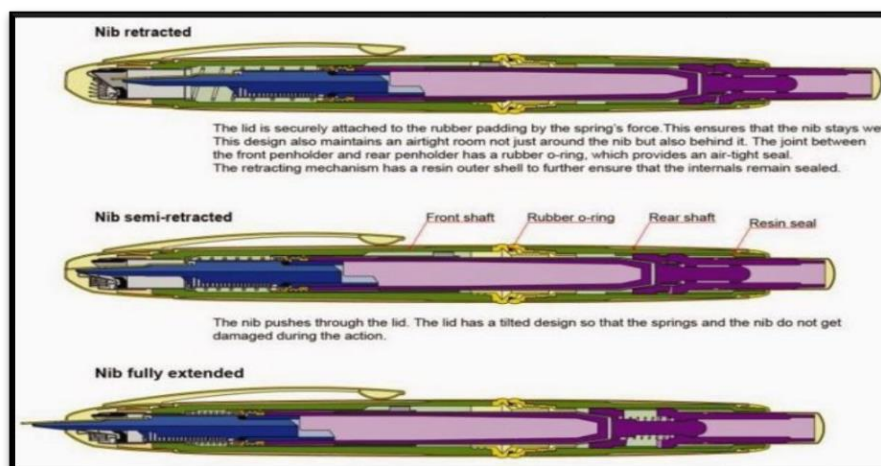 Nib retracted
The lid is securely attached to the rubber padding by the spring's force.This ensures that the nib stays we
This design also maintains an airtight room not just around the nib but also behind it. The joint between
the front penholder and rear penholder has a rubber o-ring, which provides an air-tight seal.
The retracting mechanism has a resin outer shell to further ensure that the internals remain sealed.
Nib semi-retracted
Front shaft
Rubber o-ring
Rear shaft
Resin seal
The nib pushes through the lid. The lid has a tilted design so that the springs and the nib do not get
damaged during the action.
Nib fully extended